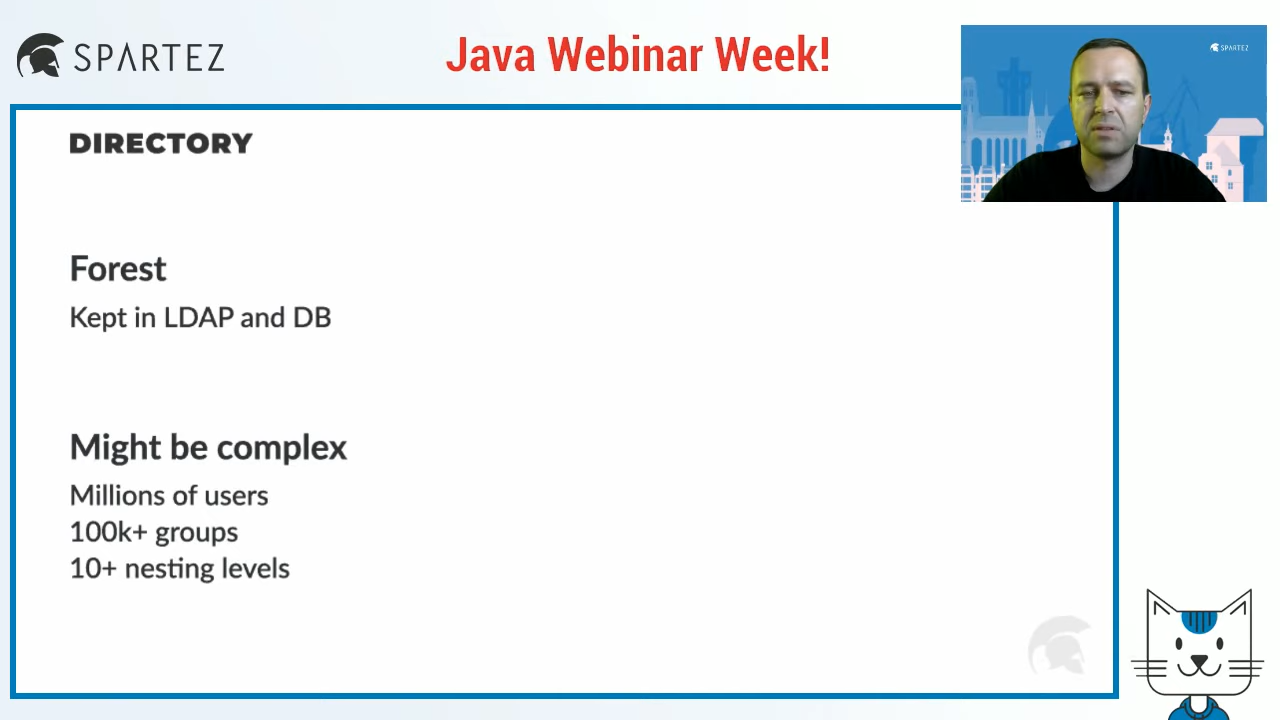 SPARTEZ
Java Webinar Week!
SPARTEZ
DIRECTORY
Forest
Kept in LDAP and DB
Might be complex
Millions of users
100k+ groups
10+ nesting levels